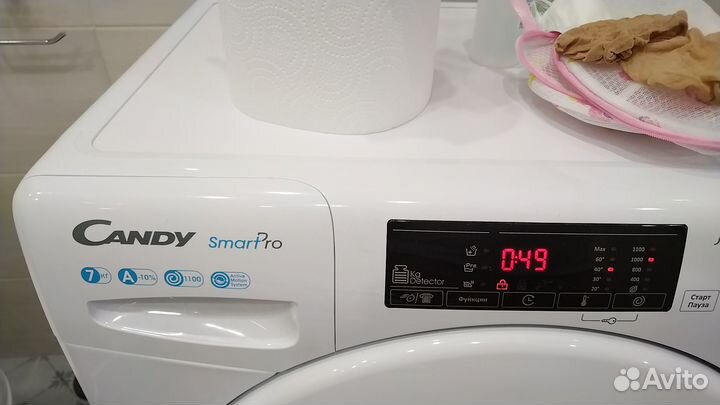 CANDY SmartPro
7 кг A -10% 1100 Active Motion System
Pre
Kg Detector
0:49
Max 1100
60° 1000
40° 800
30° 400
20°
Функции
Старт Пауза
Avito